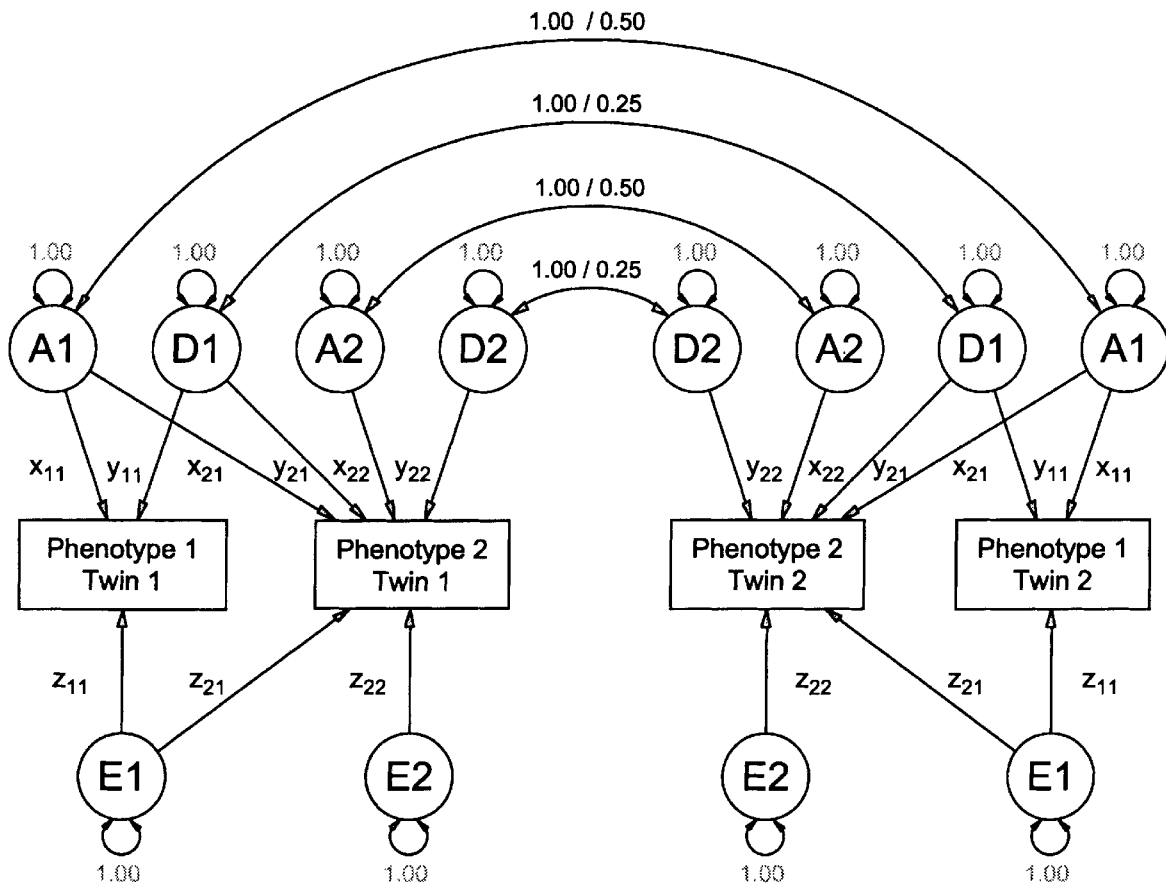 1.00 / 0.50
1.00 / 0.25
1.00 / 0.50
1.00 / 0.25
1.00 1.00 1.00 1.00 1.00 1.00 1.00 1.00
A1 D1 A2 D2 D2 A2 D1 A1
x11 y11 x21 y21 x22 y22 y22 x22 y21 x21 y11 x11
Phenotype 1
Twin 1
Phenotype 2
Twin 1
Phenotype 2
Twin 2
Phenotype 1
Twin 2
z11 z21 z22 z22 z21 z11
E1 E2 E2 E1
1.00 1.00 1.00 1.00